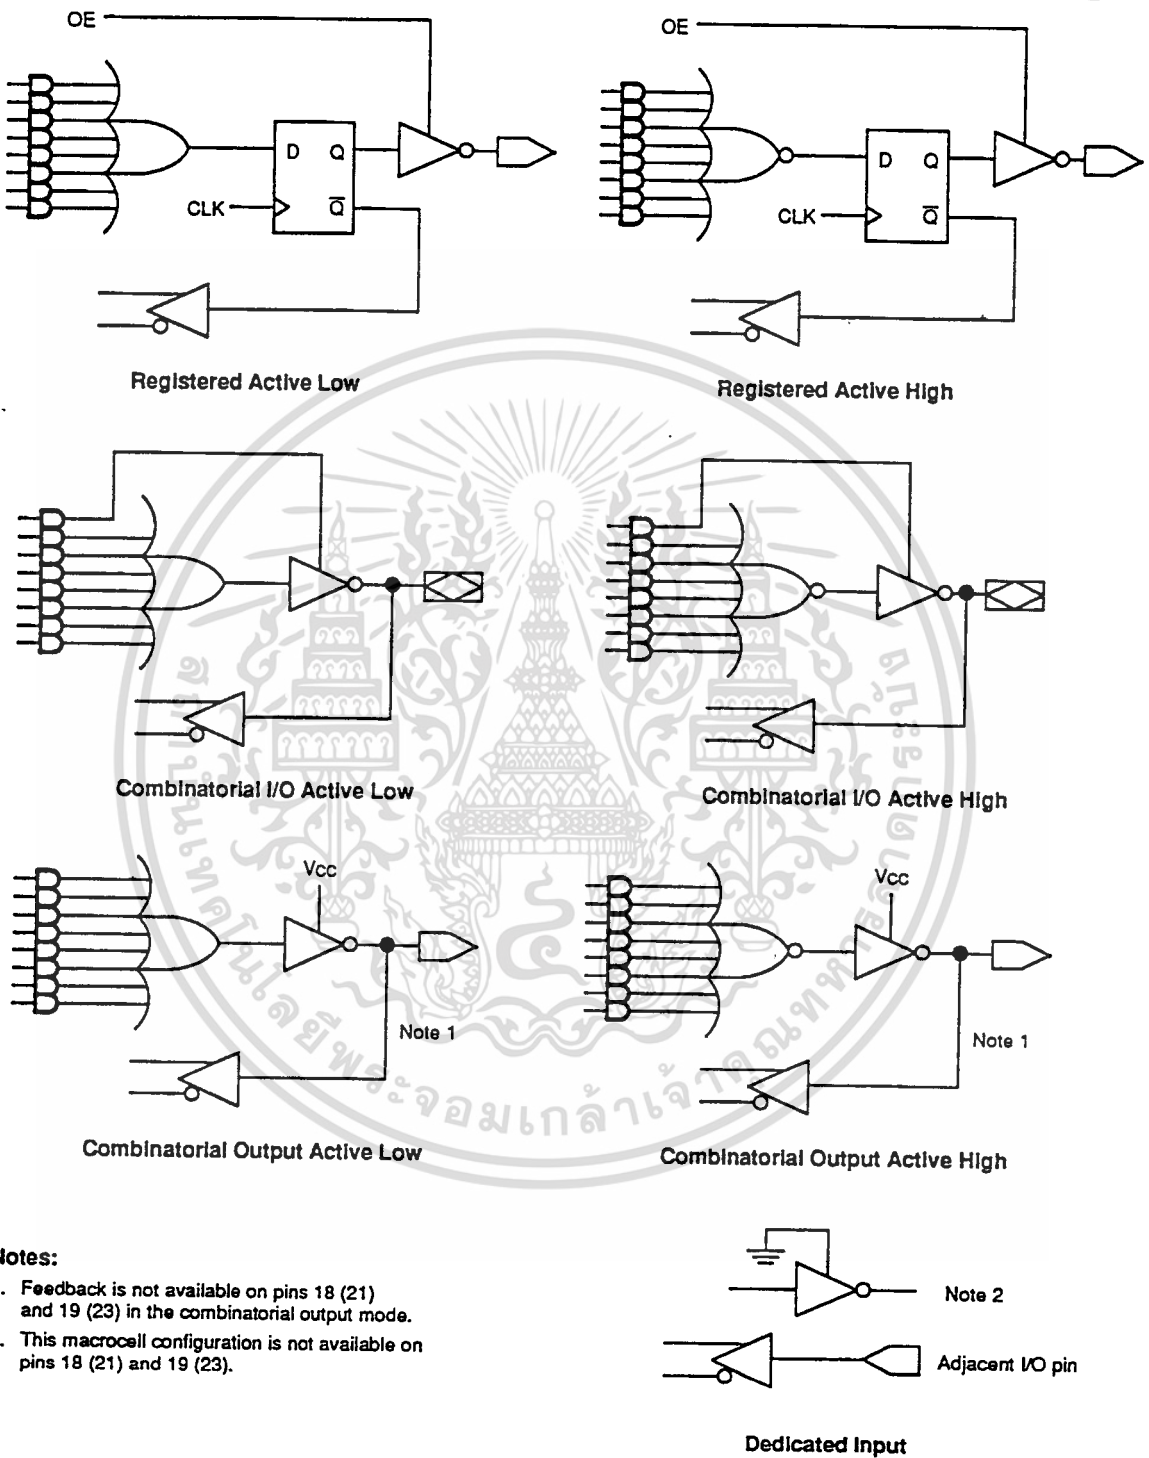 OE
OE
D Q
CLK
Q
D Q
CLK
Q
Registered Active Low
Registered Active High
Combinatorial I/O Active Low
Combinatorial I/O Active High
Vcc
Vcc
Note 1
Note 1
Combinatorial Output Active Low
Combinatorial Output Active High
lotes:
. Feedback is not available on pins 18 (21)
and 19 (23) in the combinatorial output mode.
. This macrocell configuration is not available on
pins 18 (21) and 19 (23).
Note 2
Adjacent I/O pin
Dedicated Input